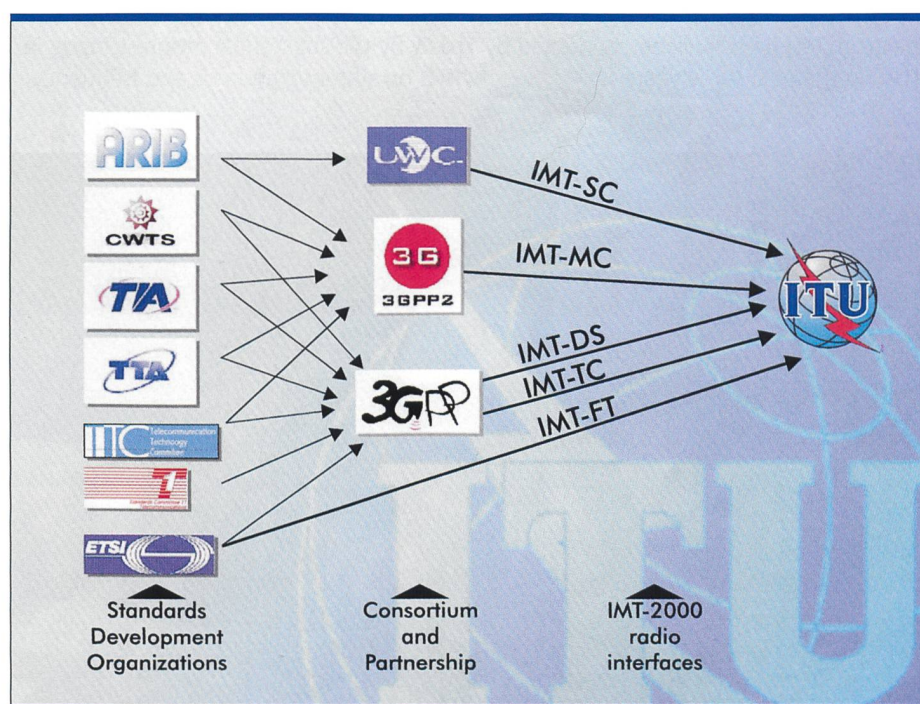 ARIB
CWTS
TIA
TTA
TTC Telecommunication
Technology
Committee
T1
ETSI
Standards
Development
Organizations
UWC
3G
3GPP2
3GPP
Consortium
and
Partnership
IMT-SC
IMT-MC
IMT-DS
IMT-TC
IMT-FT
IMT-2000
radio
interfaces
ITU
ITU